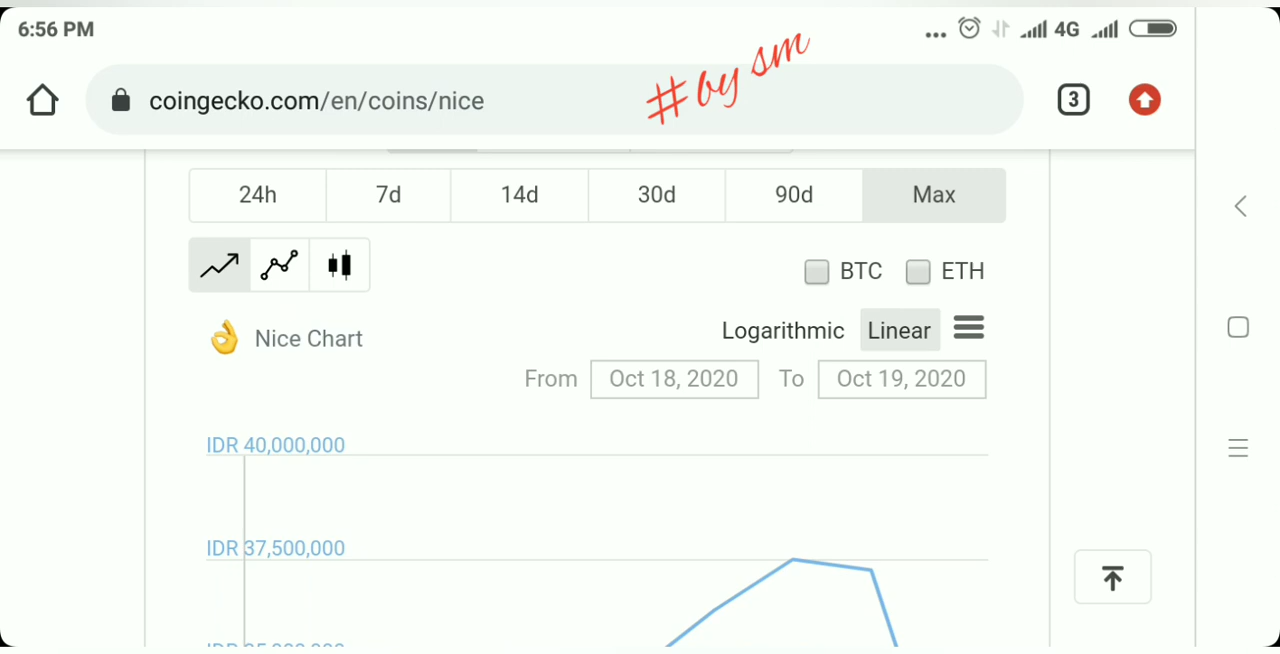 6:56 PM
4G
coingecko.com/en/coins/nice
3
#by sm
24h 7d 14d 30d 90d Max
BTC ETH
Nice Chart
Logarithmic Linear
From Oct 18, 2020 To Oct 19, 2020
IDR 40,000,000
IDR 37,500,000